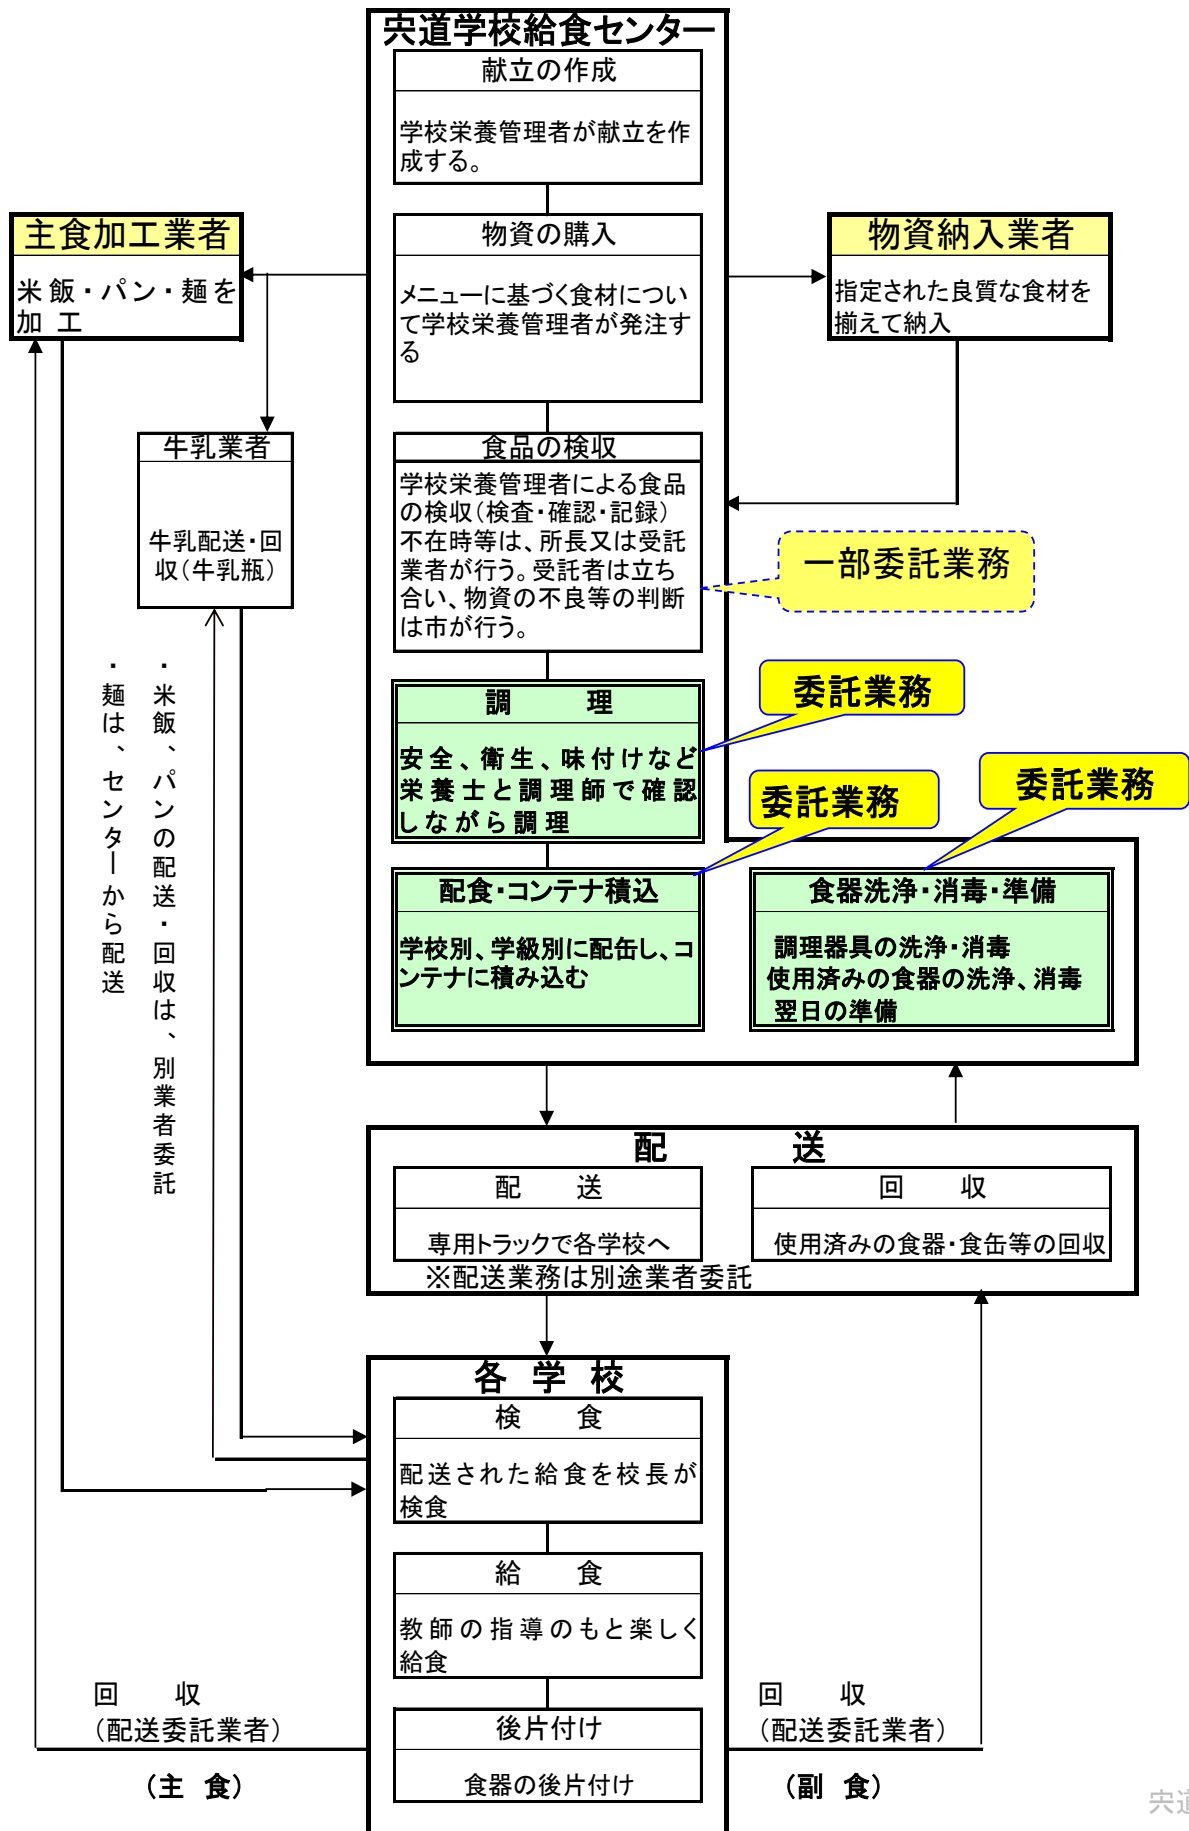 宍道学校給食センター
献立の作成
学校栄養管理者が献立を作
成する。
主食加工業者
米飯・パン・麺を
加 工
物資の購入
メニューに基づく食材につい
て学校栄養管理者が発注す
る
物資納入業者
指定された良質な食材を
揃えて納入
牛乳業者
牛乳配送・回
収(牛乳瓶)
食品の検収
学校栄養管理者による食品
の検収(検査・確認・記録)
不在時等は、所長又は受託
業者が行う。受託者は立ち
合い、物資の不良等の判断
は市が行う。
一部委託業務
・米飯、パンの配送・回収は、別業者委託
・麺は、センターから配送
調 理
安全、衛生、味付けなど
栄養士と調理師で確認
しながら調理
委託業務
委託業務
委託業務
配食・コンテナ積込
学校別、学級別に配缶し、コ
ンテナに積み込む
食器洗浄・消毒・準備
調理器具の洗浄・消毒
使用済みの食器の洗浄、消毒
翌日の準備
配 送
配 送
専用トラックで各学校へ
回 収
使用済みの食器・食缶等の回収
※配送業務は別途業者委託
各 学 校
検 食
配送された給食を校長が
検食
給 食
教師の指導のもと楽しく
給食
後片付け
食器の後片付け
回 収
(配送委託業者)
(主 食)
回 収
(配送委託業者)
(副 食)
宍道